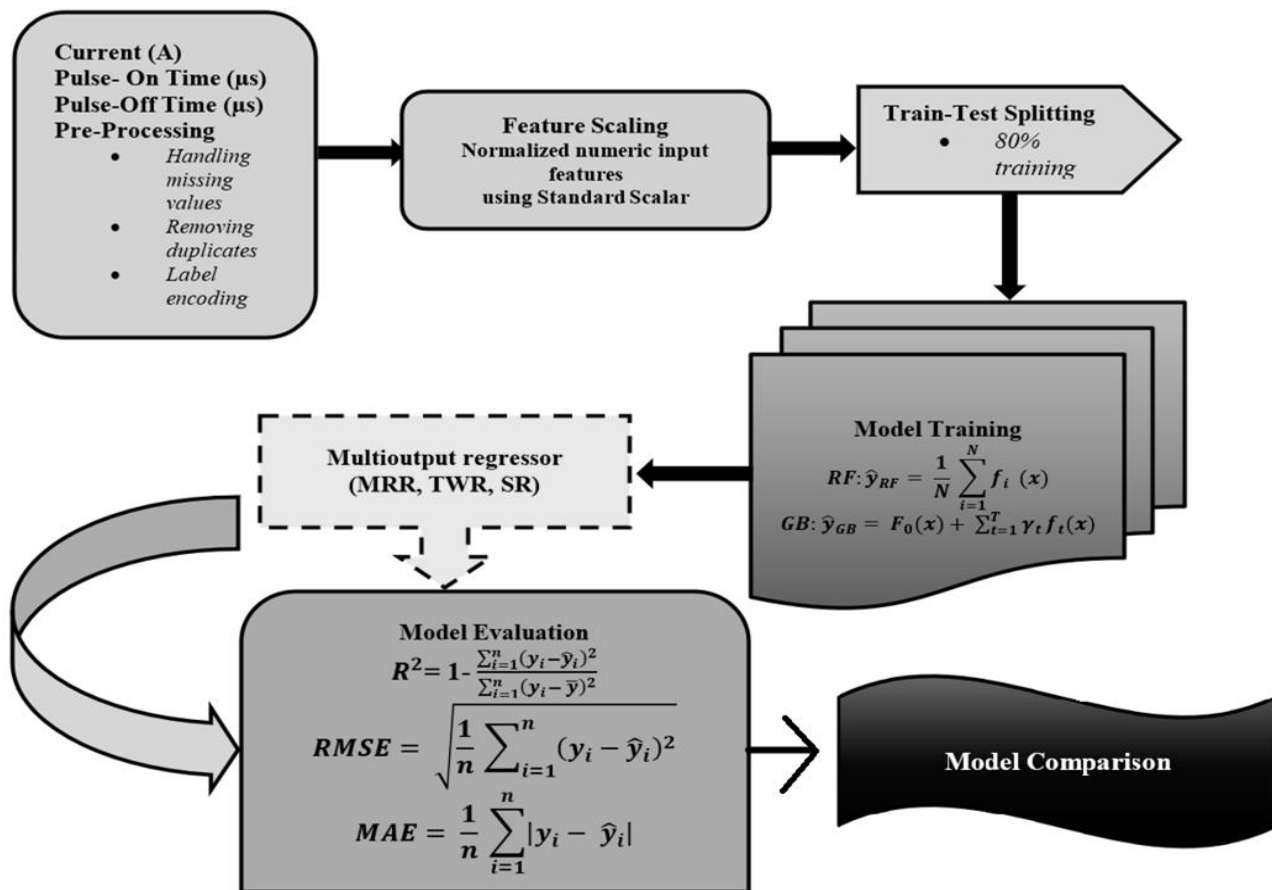 Current (A)
Pulse- On Time (μs)
Pulse-Off Time (μs)
Pre-Processing
• Handling
missing
values
• Removing
duplicates
• Label
encoding
Feature Scaling
Normalized numeric input
features
using Standard Scalar
Train-Test Splitting
• 80%
training
Model Training
RF: ŷ_RF = 1/N ∑_{i=1}^{N} f_i (x)
GB: ŷ_GB = F_0(x) + ∑_{t=1}^{T} γ_t f_t(x)
Multioutput regressor
(MRR, TWR, SR)
Model Evaluation
R² = 1- ∑_{i=1}^{n}(y_i−ŷ_i)² / ∑_{i=1}^{n}(y_i−ȳ)²
RMSE = √(1/n ∑_{i=1}^{n} (y_i − ŷ_i)²)
MAE = 1/n ∑_{i=1}^{n} |y_i − ŷ_i|
Model Comparison